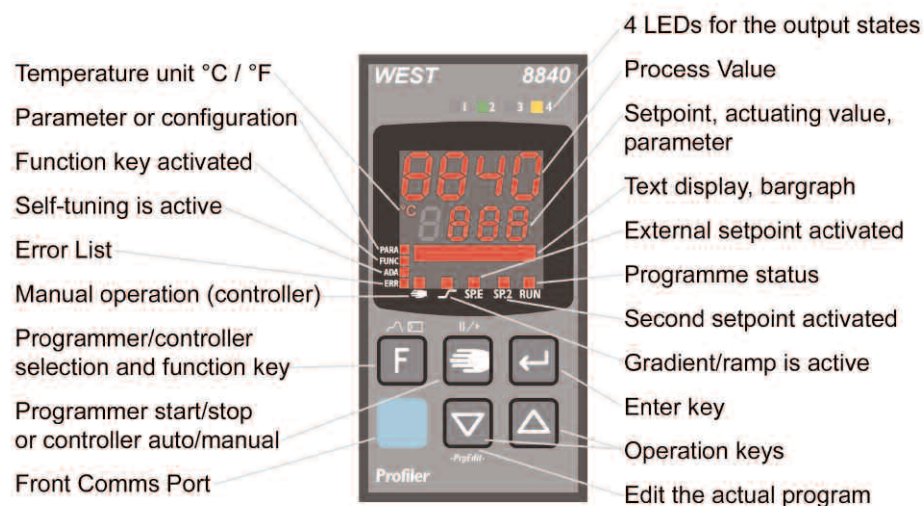 4 LEDs for the output states
Temperature unit °C / °F
Process Value
Parameter or configuration
Setpoint, actuating value,
parameter
Function key activated
Text display, bargraph
Self-tuning is active
External setpoint activated
Error List
Programme status
Manual operation (controller)
Second setpoint activated
Programmer/controller
selection and function key
Gradient/ramp is active
Enter key
Programmer start/stop
or controller auto/manual
Operation keys
Front Comms Port
Edit the actual program
WEST 8840
1 2 3 4
8840
°C 8888
PARA
FUNC
ADA
ERR
SP.E SP.2 RUN
F
-PrgEdit-
Profiler